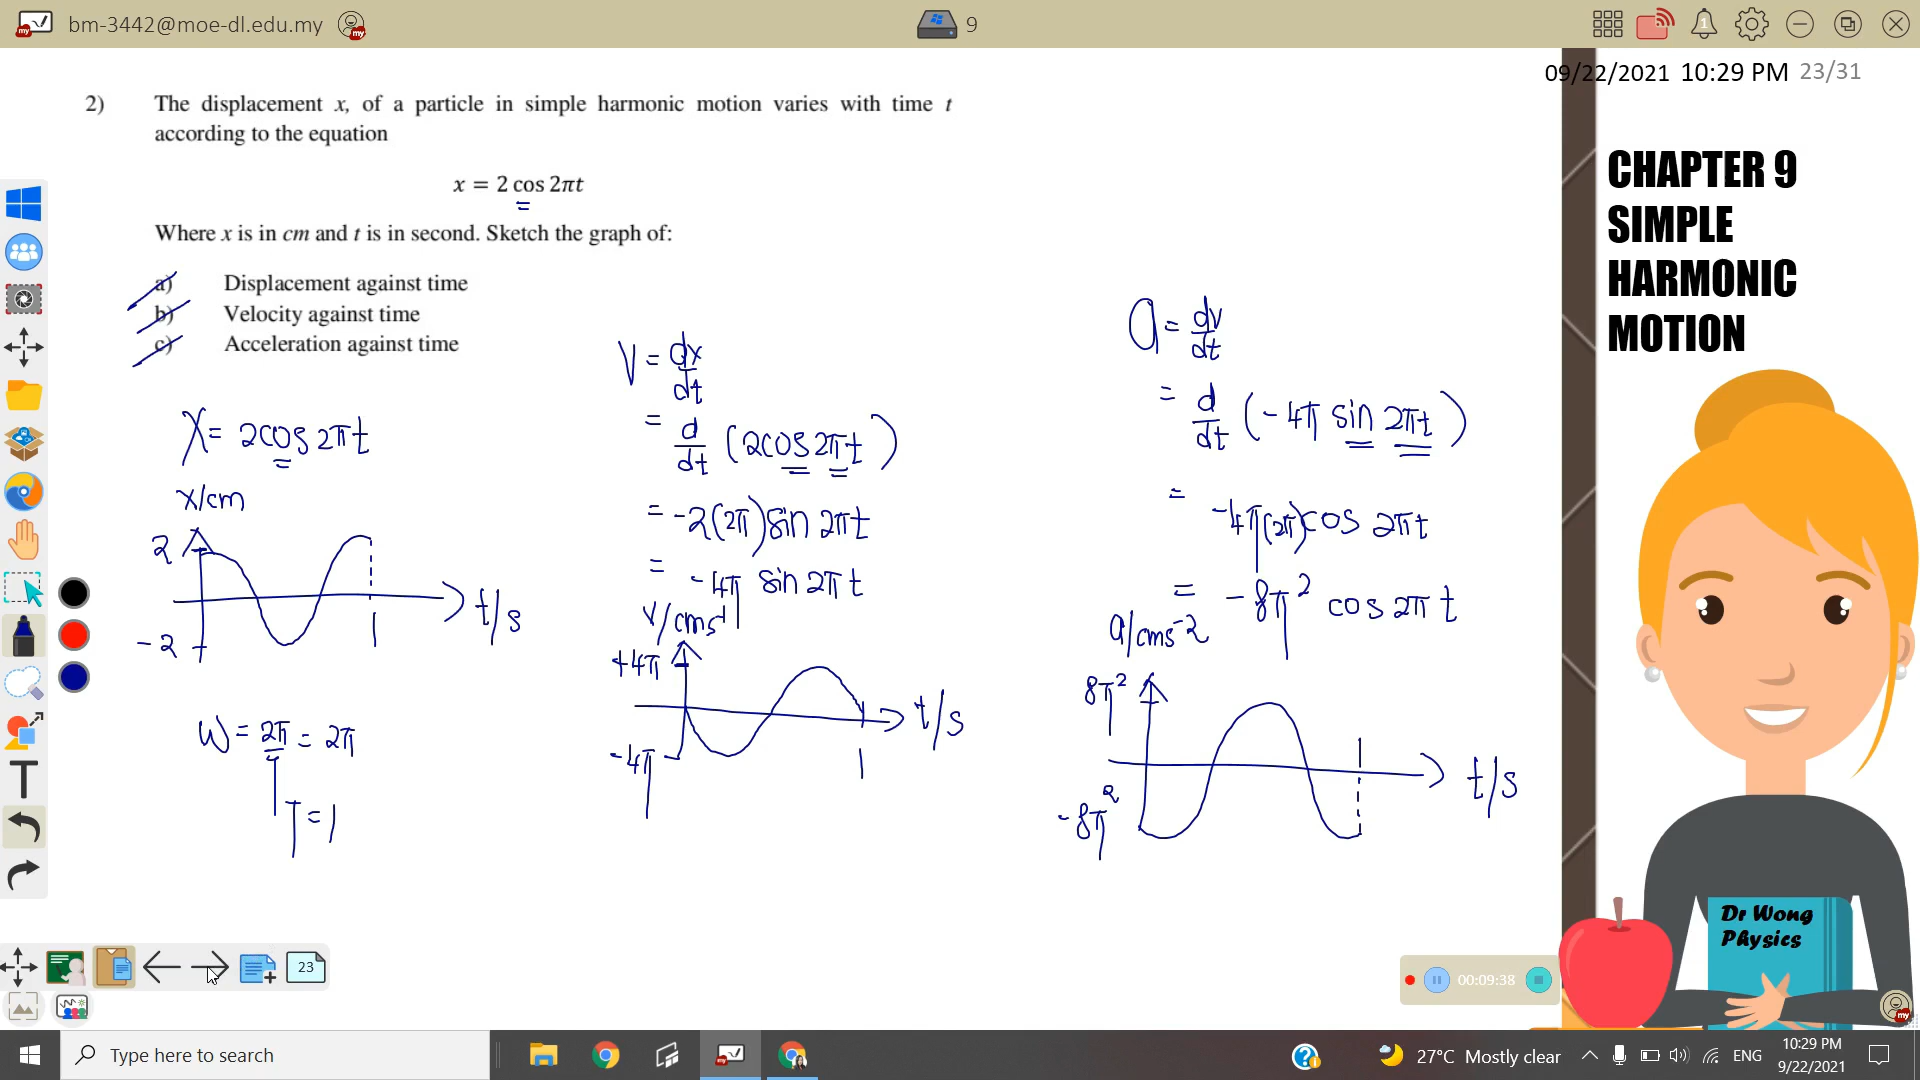 bm-3442@moe-dl.edu.my
9
1
09/22/2021 10:29 PM 23/31
2) The displacement x, of a particle in simple harmonic motion varies with time t
according to the equation
x = 2 cos 2πt
Where x is in cm and t is in second. Sketch the graph of:
a) Displacement against time
b) Velocity against time
c) Acceleration against time
X = 2cos 2πt
x/cm
2
-2
t/s
1
ω = 2π/T = 2π
T = 1
V = dx/dt
= d/dt (2cos 2πt)
= -2(2π) sin 2πt
= -4π sin 2πt
V/cms⁻¹
+4π
-4π
t/s
1
a = dv/dt
= d/dt (-4π sin 2πt)
= -4π(2π)cos 2πt
= -8π² cos 2πt
a/cms⁻²
8π²
-8π²
t/s
CHAPTER 9
SIMPLE
HARMONIC
MOTION
Dr Wong
Physics
T
23
00:09:38
Type here to search
27°C Mostly clear
ENG
10:29 PM
9/22/2021